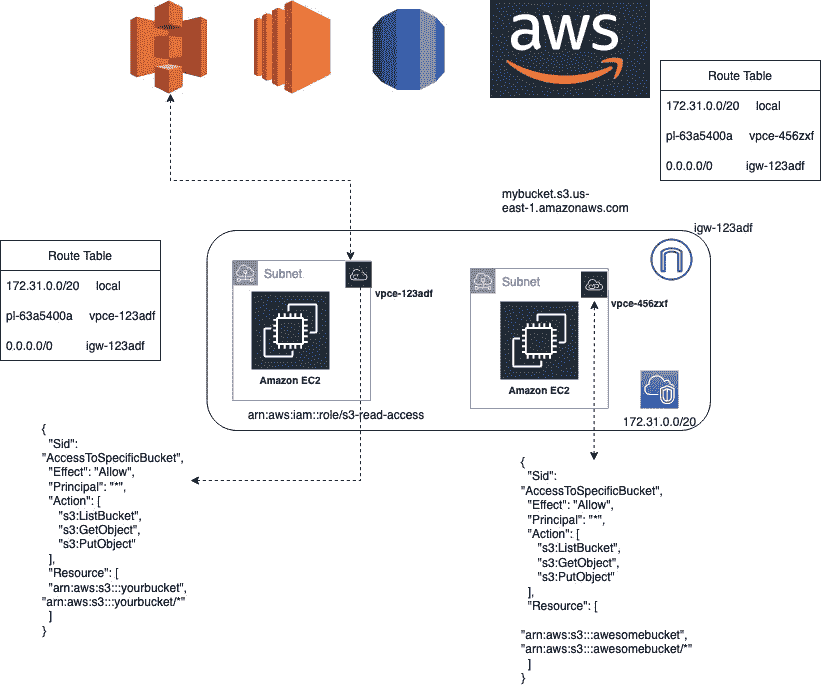 aws
Route Table
172.31.0.0/20 local
pl-63a5400a vpce-456zxf
0.0.0.0/0 igw-123adf
mybucket.s3.us-
east-1.amazonaws.com
igw-123adf
Route Table
172.31.0.0/20 local
pl-63a5400a vpce-123adf
0.0.0.0/0 igw-123adf
Subnet
vpce-123adf
Amazon EC2
Subnet
vpce-456zxf
Amazon EC2
arn:aws:iam::role/s3-read-access
172.31.0.0/20
{
"Sid":
"AccessToSpecificBucket",
"Effect": "Allow",
"Principal": "*",
"Action": [
"s3:ListBucket",
"s3:GetObject",
"s3:PutObject"
],
"Resource": [
"arn:aws:s3:::yourbucket",
"arn:aws:s3:::yourbucket/*"
]
}
{
"Sid":
"AccessToSpecificBucket",
"Effect": "Allow",
"Principal": "*",
"Action": [
"s3:ListBucket",
"s3:GetObject",
"s3:PutObject"
],
"Resource": [
"arn:aws:s3:::awesomebucket",
"arn:aws:s3:::awesomebucket/*"
]
}